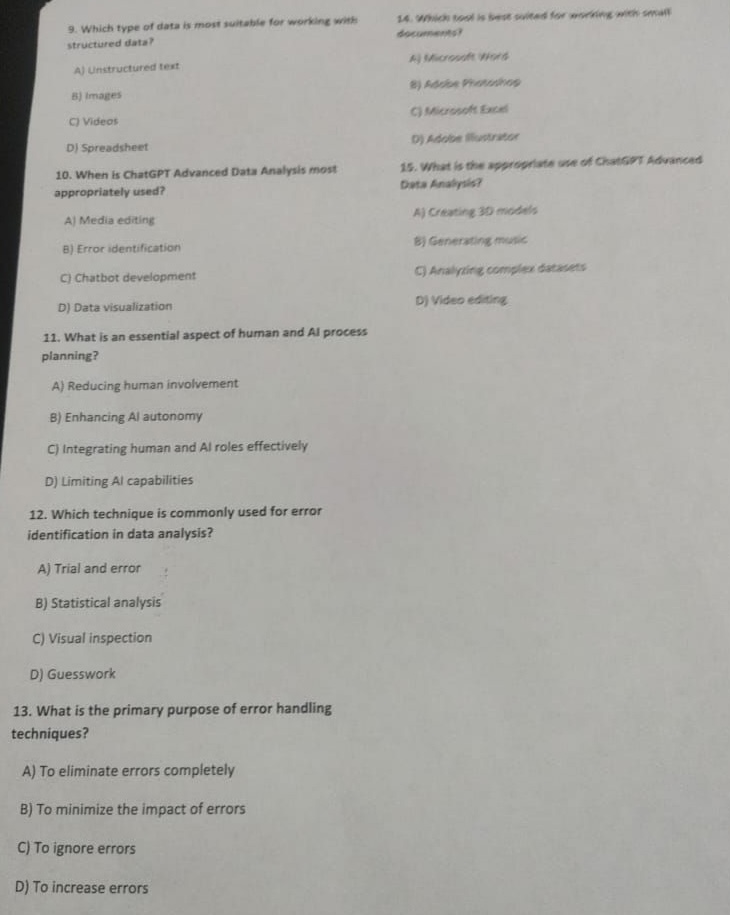 9. Which type of data is most suitable for working with
structured data?
A) Unstructured text
B) Images
C) Videos
D) Spreadsheet
10. When is ChatGPT Advanced Data Analysis most
appropriately used?
A) Media editing
B) Error identification
C) Chatbot development
D) Data visualization
11. What is an essential aspect of human and AI process
planning?
A) Reducing human involvement
B) Enhancing AI autonomy
C) Integrating human and AI roles effectively
D) Limiting AI capabilities
12. Which technique is commonly used for error
identification in data analysis?
A) Trial and error
B) Statistical analysis
C) Visual inspection
D) Guesswork
13. What is the primary purpose of error handling
techniques?
A) To eliminate errors completely
B) To minimize the impact of errors
C) To ignore errors
D) To increase errors
14. Which tool is best suited for working with small
documents?
A) Microsoft Word
B) Adobe Photoshop
C) Microsoft Excel
D) Adobe Illustrator
15. What is the appropriate use of ChatGPT Advanced
Data Analysis?
A) Creating 3D models
B) Generating music
C) Analyzing complex datasets
D) Video editing